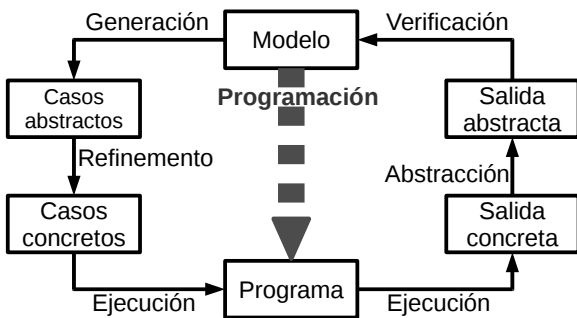 Generación
Modelo
Verificación
Casos
abstractos
Programación
Salida
abstracta
Refinemento
Abstracción
Casos
concretos
Salida
concreta
Ejecución
Programa
Ejecución